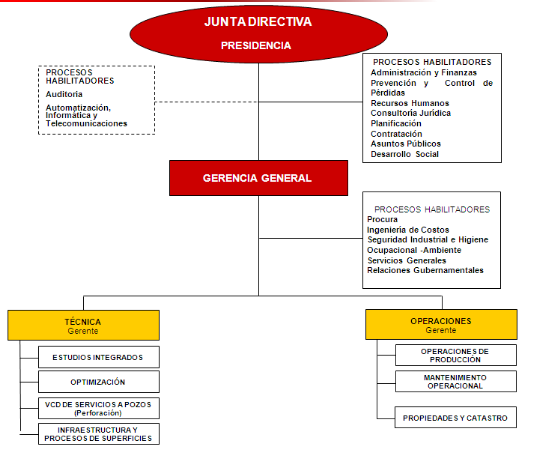 JUNTA DIRECTIVA
PRESIDENCIA
PROCESOS
HABILITADORES
Auditoria
Automatización,
Informática y
Telecomunicaciones
PROCESOS HABILITADORES
Administración y Finanzas
Prevención y Control de
Pérdidas
Recursos Humanos
Consultoria Jurídica
Planificación
Contratación
Asuntos Públicos
Desarrollo Social
GERENCIA GENERAL
PROCESOS HABILITADORES
Procura
Ingeniería de Costos
Seguridad Industrial e Higiene
Ocupacional -Ambiente
Servicios Generales
Relaciones Gubernamentales
TÉCNICA
Gerente
ESTUDIOS INTEGRADOS
OPTIMIZACIÓN
VCD DE SERVICIOS A POZOS
(Perforación)
INFRAESTRUCTURA Y
PROCESOS DE SUPERFICIES
OPERACIONES
Gerente
OPERACIONES DE
PRODUCCIÓN
MANTENIMIENTO
OPERACIONAL
PROPIEDADES Y CATASTRO